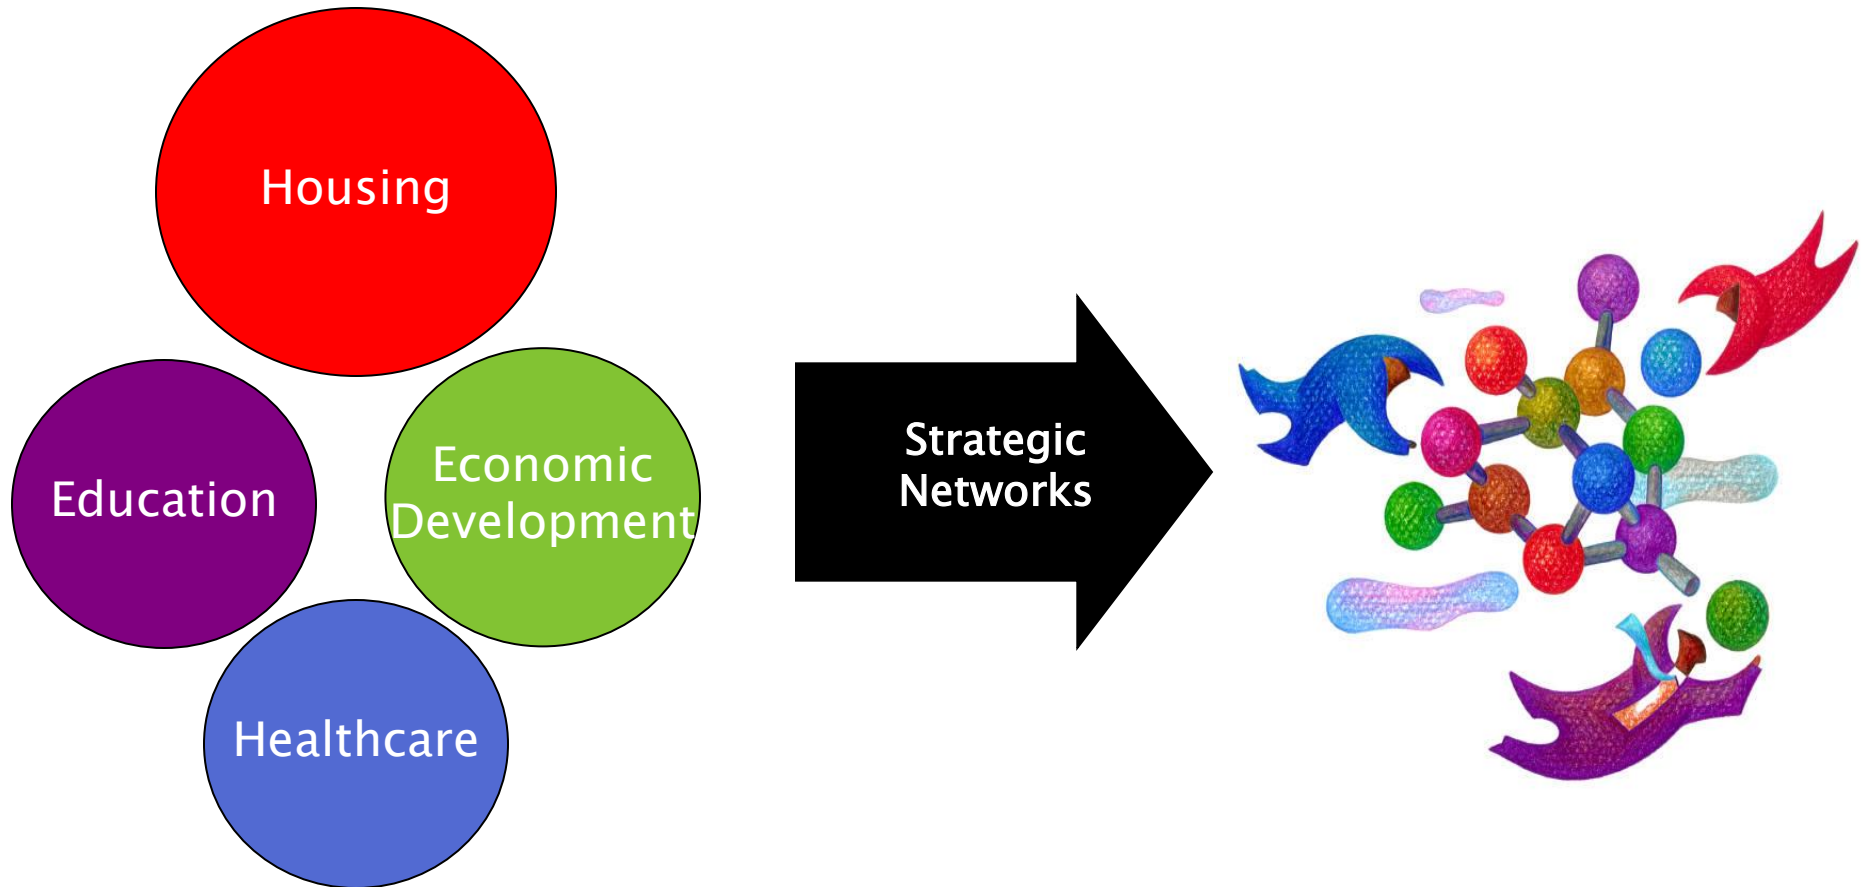 Housing
Education
Economic
Development
Healthcare
Strategic
Networks